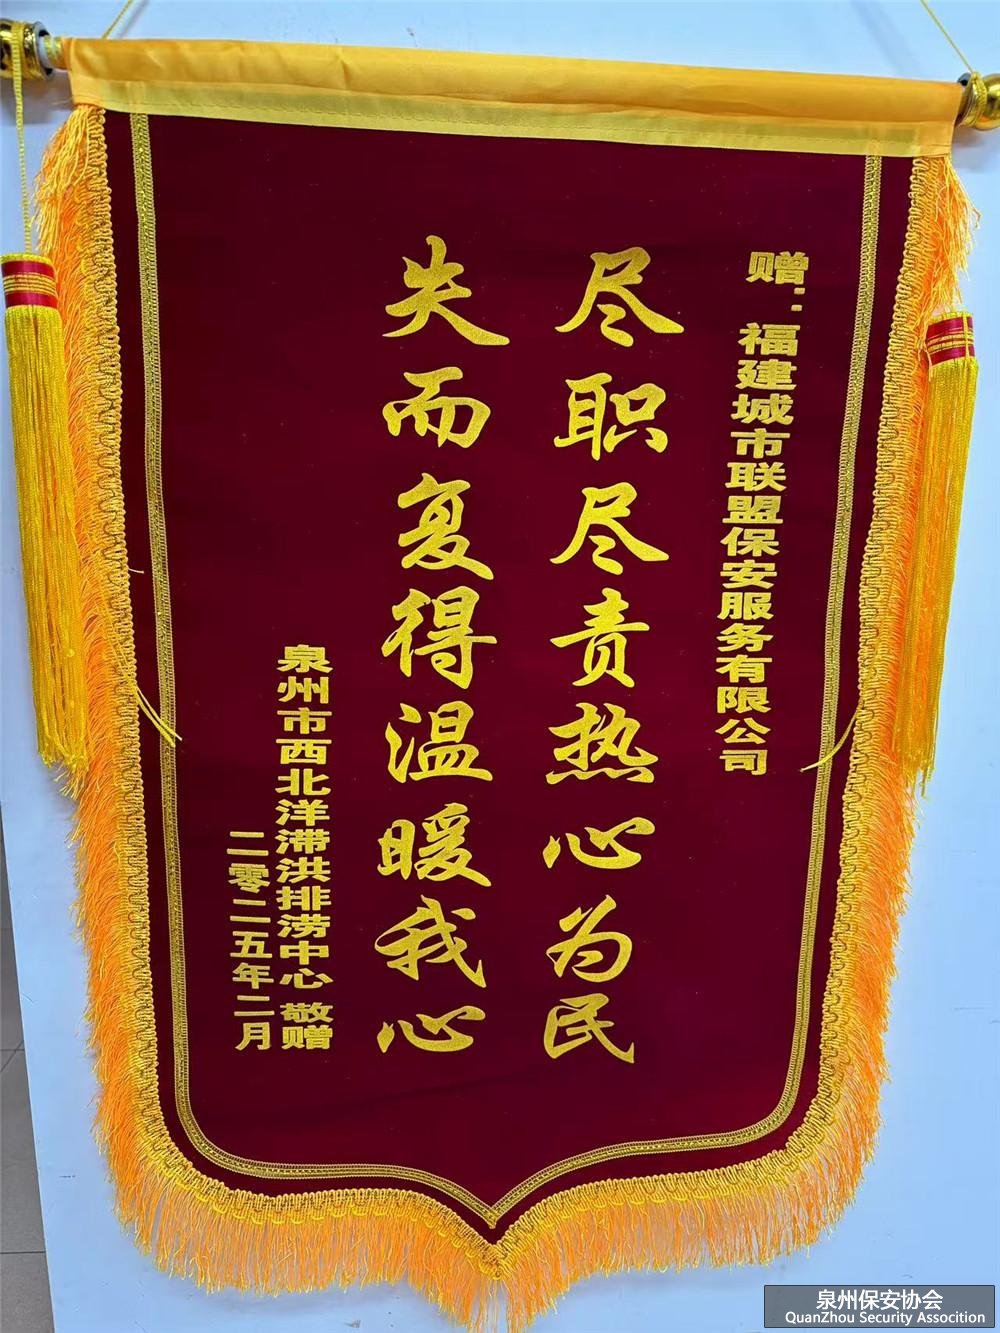 赠：福建城市联盟保安服务有限公司
尽职尽责热心为民
失而复得温暖我心
泉州市西北洋滞洪排涝中心 敬赠
二零二五年二月
泉州保安协会
QuanZhou Security Assocition